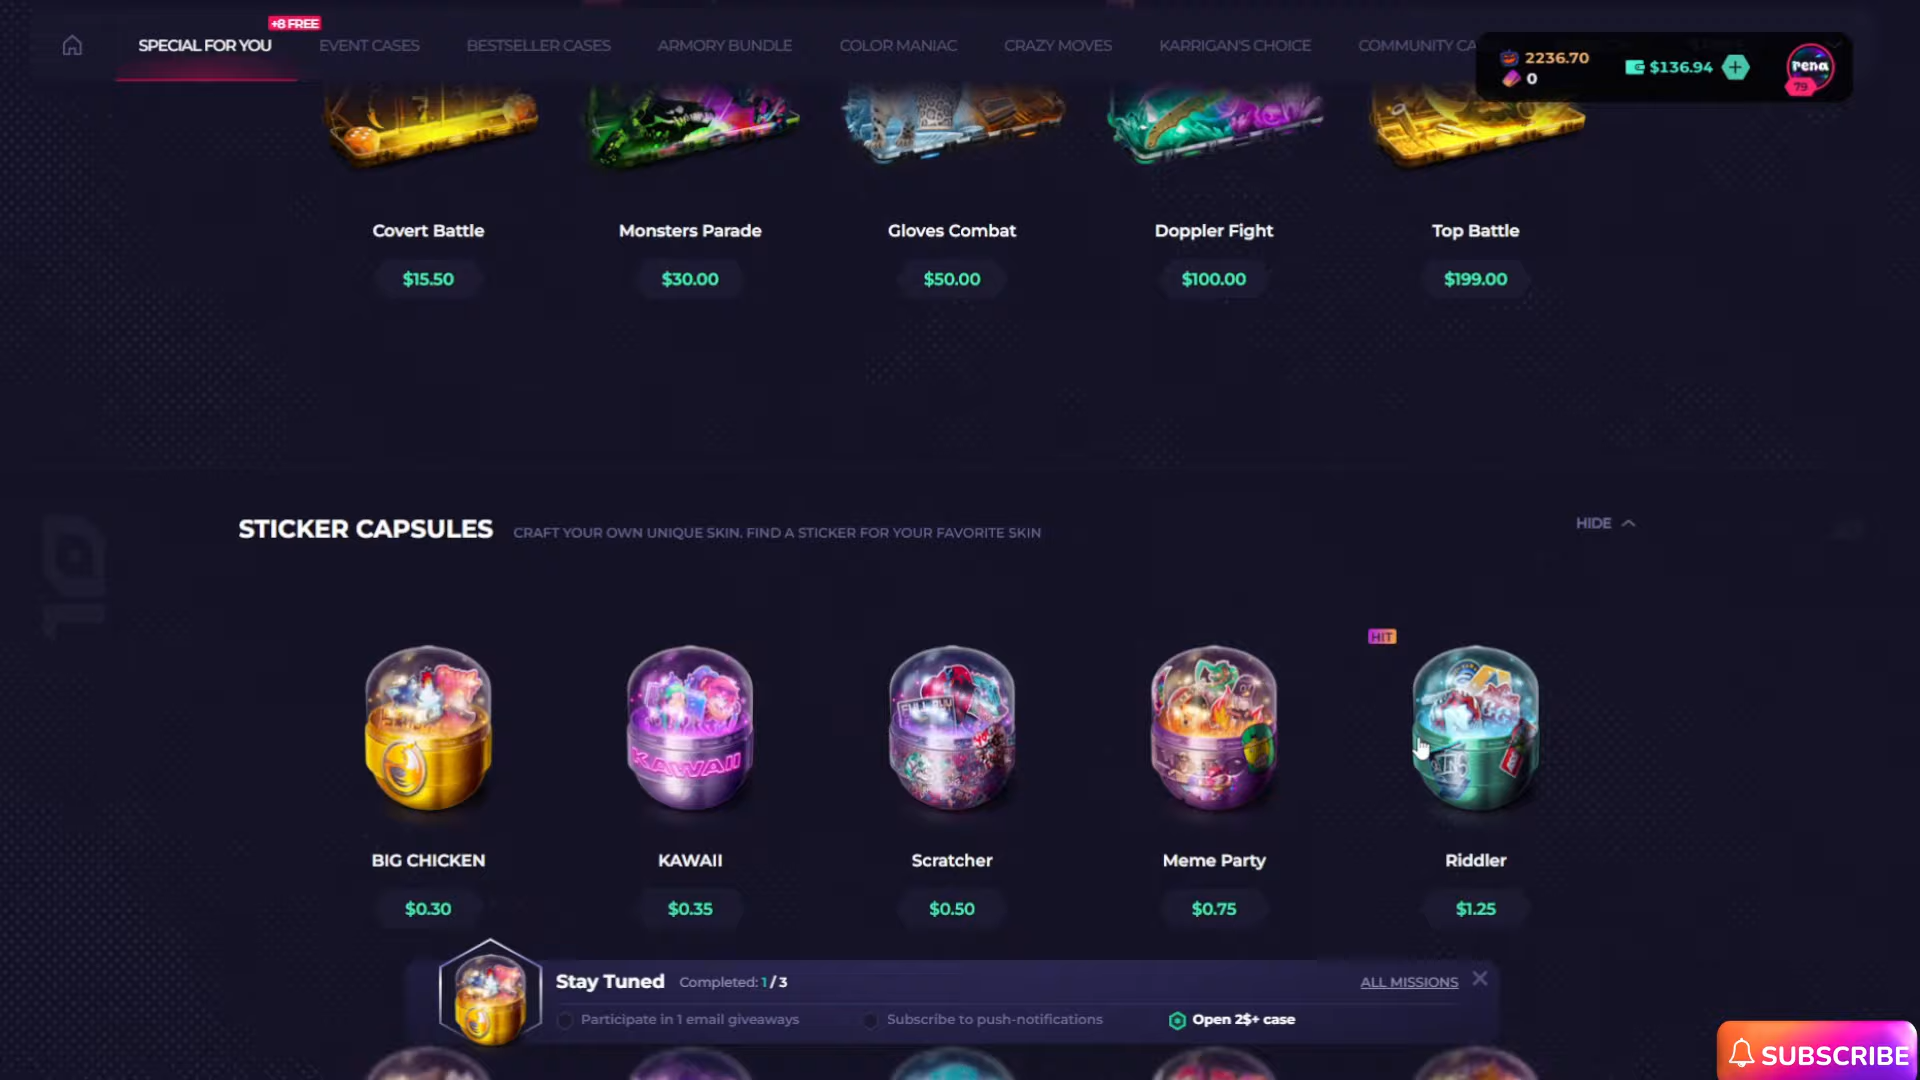 +8 FREE
SPECIAL FOR YOU
EVENT CASES
BESTSELLER CASES
ARMORY BUNDLE
COLOR MANIAC
CRAZY MOVES
KARRIGAN'S CHOICE
COMMUNITY CA
2236.70
0
$136.94
rena
79
Covert Battle
Monsters Parade
Gloves Combat
Doppler Fight
Top Battle
$15.50
$30.00
$50.00
$100.00
$199.00
STICKER CAPSULES
CRAFT YOUR OWN UNIQUE SKIN. FIND A STICKER FOR YOUR FAVORITE SKIN
HIDE
HIT
KAWAII
BIG CHICKEN
KAWAII
Scratcher
Meme Party
Riddler
$0.30
$0.35
$0.50
$0.75
$1.25
Stay Tuned
Completed: 1 / 3
ALL MISSIONS
Participate in 1 email giveaways
Subscribe to push-notifications
Open 2$+ case
SUBSCRIBE